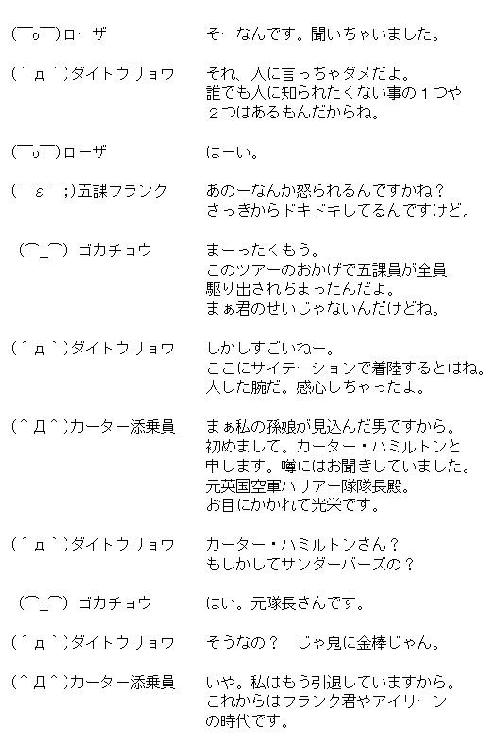 (￣o￣)ローザ　そーなんです。聞いちゃいました。
(´д`)ダイトウリョウ　それ、人に言っちゃダメだよ。
誰でも人に知られたくない事の１つや
２つはあるもんだからね。
(￣o￣)ローザ　はーい。
(　ε　;)五課フランク　あのーなんか怒られるんですかね？
さっきからドキドキしてるんですけど。
(⌒_⌒) ゴカチョウ　まーったくもう。
このツアーのおかげで五課員が全員
駆り出されちまったんだよ。
まぁ君のせいじゃないんだけどね。
(´д`)ダイトウリョウ　しかしすごいねー。
ここにサイテーションで着陸するとはね。
大した腕だ。感心しちゃったよ。
(^Д^)カーター添乗員　まぁ私の孫娘が見込んだ男ですから。
初めまして。カーター・ハミルトンと
申します。噂にはお聞きしていました。
元英国空軍ハリアー隊隊長殿。
お目にかかれて光栄です。
(´д`)ダイトウリョウ　カーター・ハミルトンさん？
もしかしてサンダーバーズの？
(⌒_⌒) ゴカチョウ　はい。元隊長さんです。
(´д`)ダイトウリョウ　そうなの？　じゃ鬼に金棒じゃん。
(^Д^)カーター添乗員　いや。私はもう引退していますから。
これからはフランク君やアイリーン
の時代です。